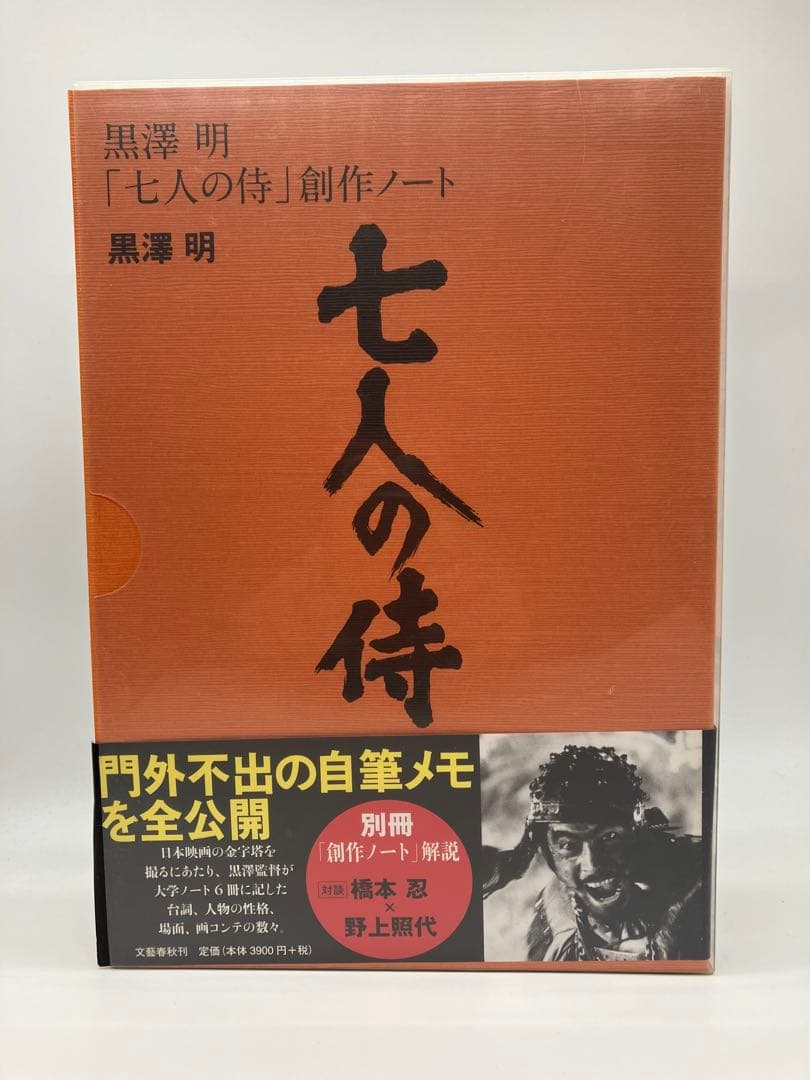 黒澤 明
「七人の侍」創作ノート
黒澤 明
七人の侍
門外不出の自筆メモ
を全公開
日本映画の金字塔を
撮るにあたり、黒澤監督が
大学ノート6冊に記した
台詞、人物の性格、
場面、画コンテの数々。
文藝春秋刊 定価(本体3900円+税)
別冊
「創作ノート」解説
対談 橋本 忍
×
野上照代